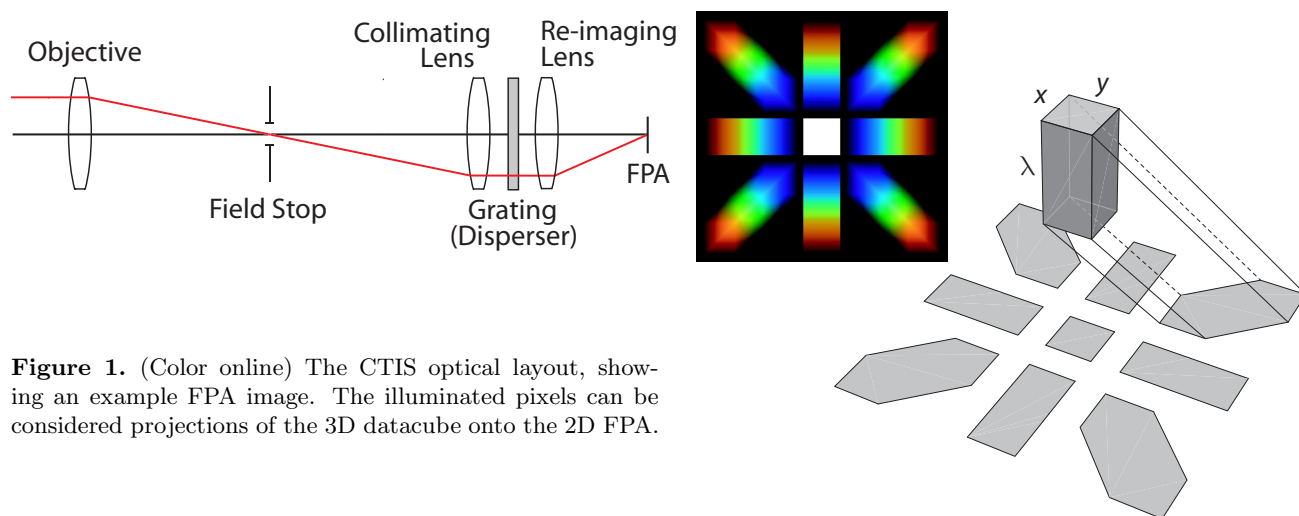 Objective
Collimating
Lens
Re-imaging
Lens
Field Stop
Grating
(Disperser)
FPA
x
y
λ
Figure 1. (Color online) The CTIS optical layout, show-
ing an example FPA image. The illuminated pixels can be
considered projections of the 3D datacube onto the 2D FPA.